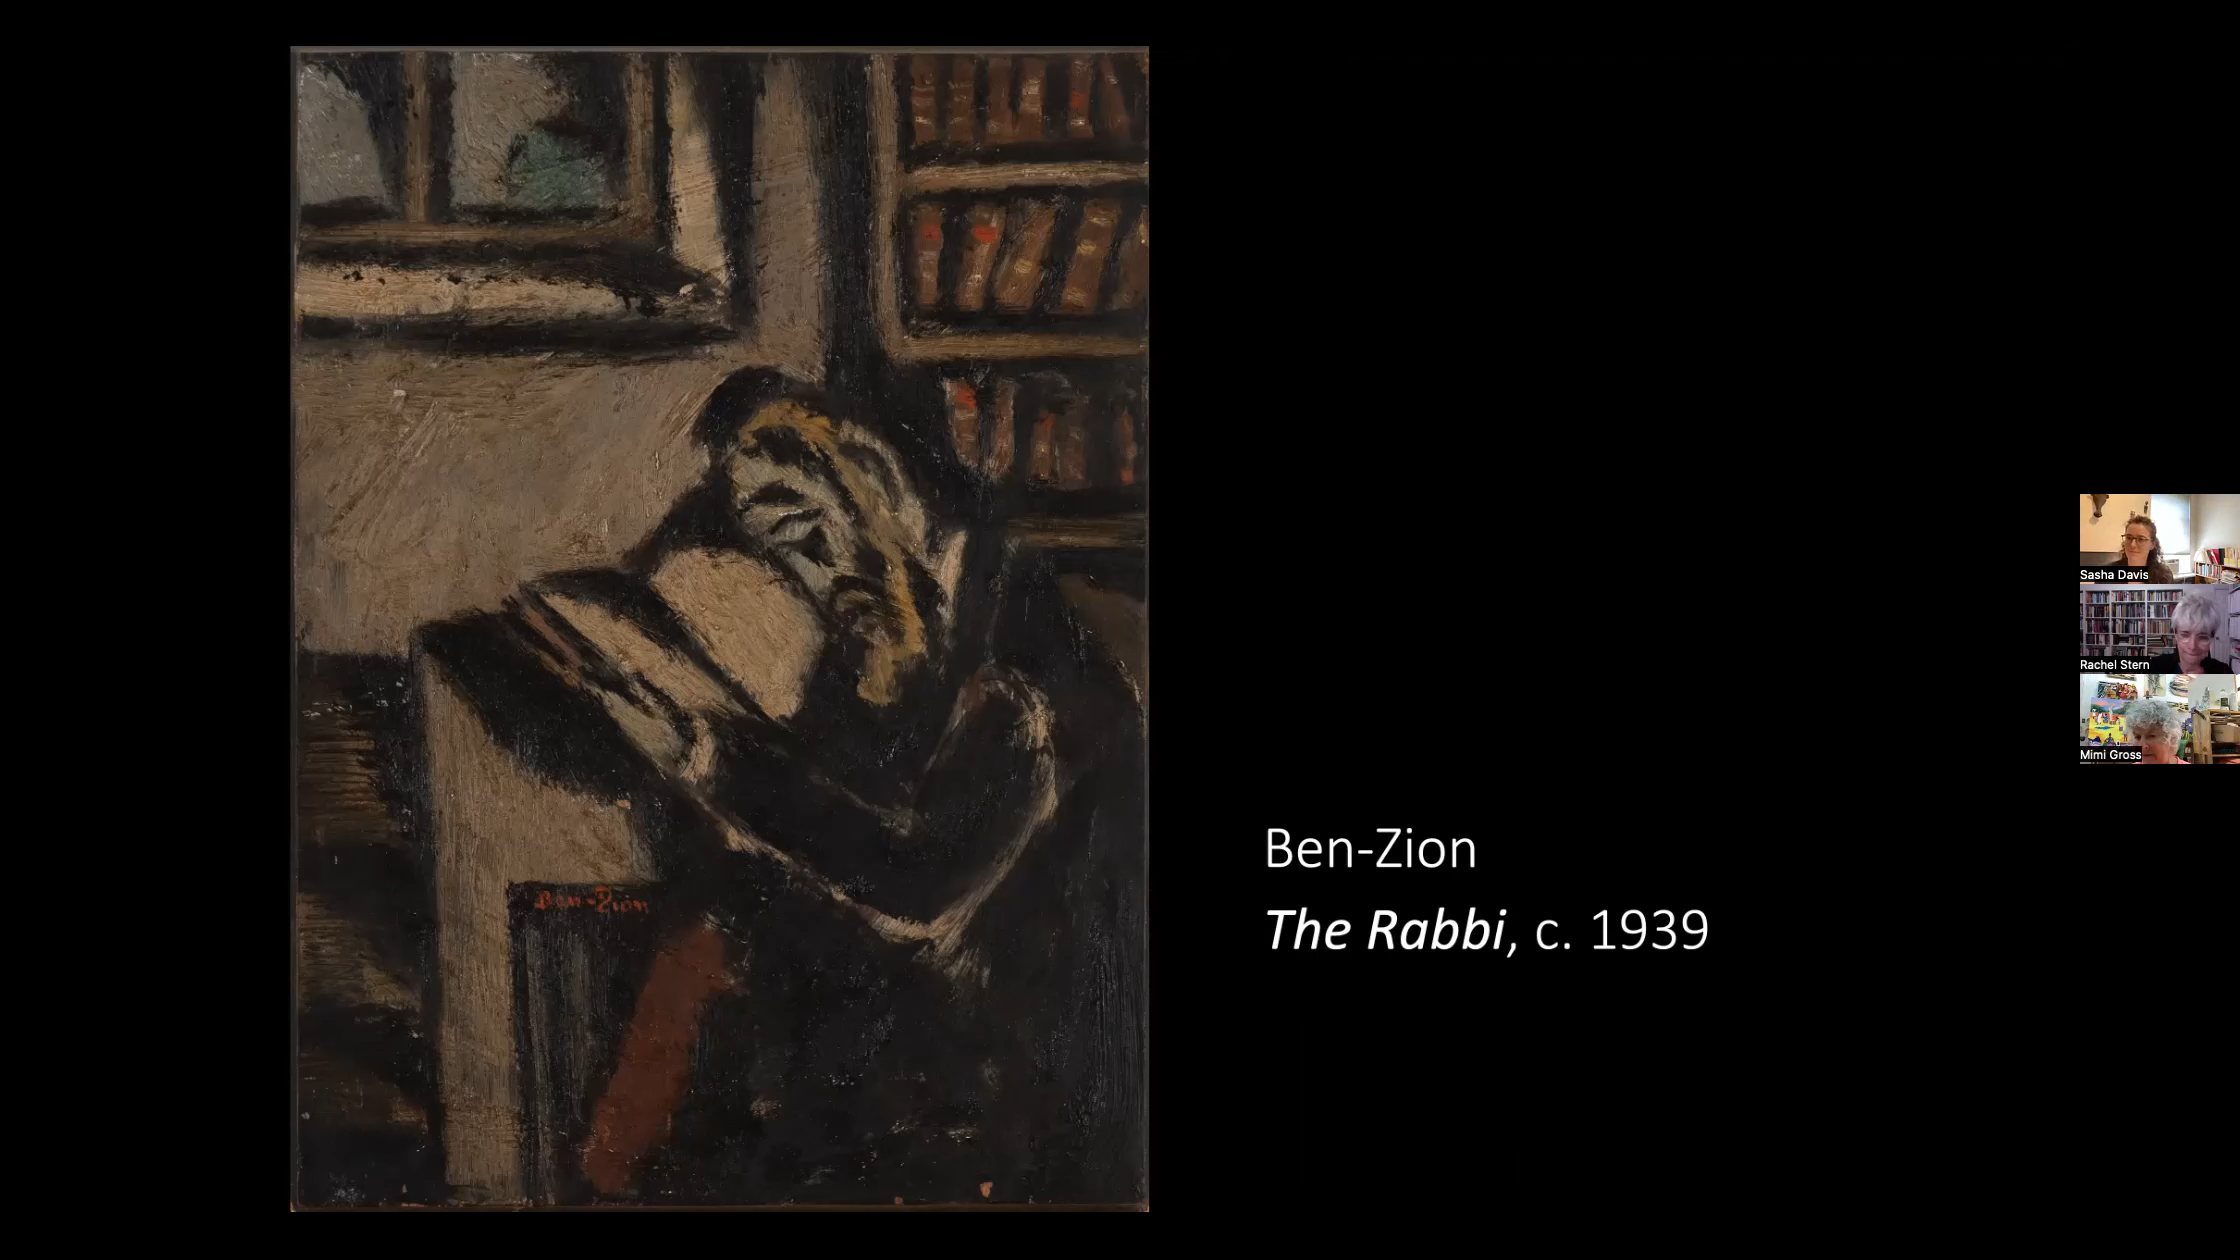 Ben-Zion
Ben-Zion
The Rabbi, c. 1939
Sasha Davis
Rachel Stern
Mimi Gross